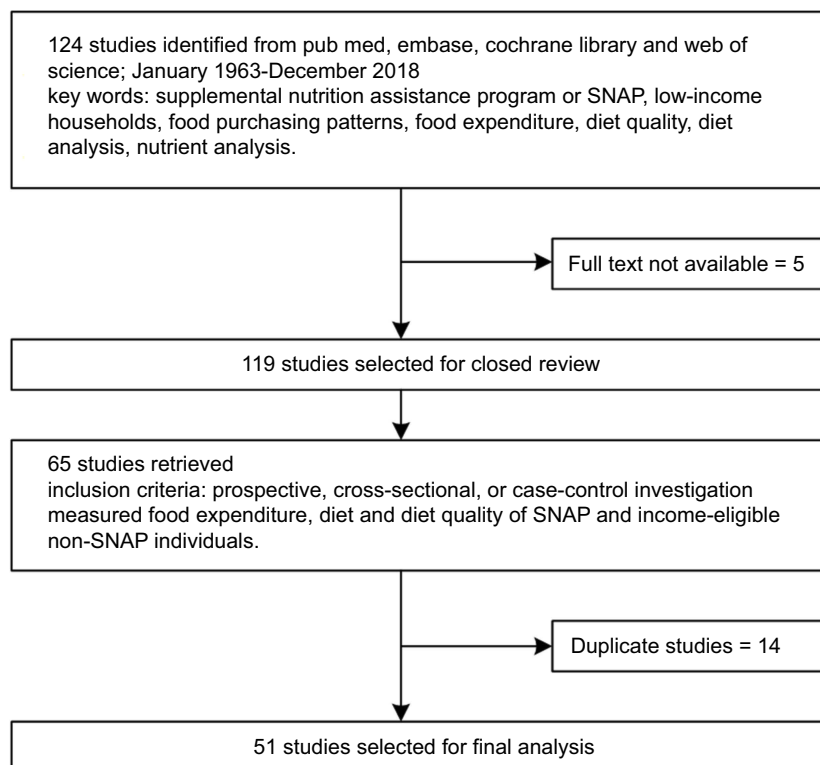 124 studies identified from pub med, embase, cochrane library and web of
science; January 1963-December 2018
key words: supplemental nutrition assistance program or SNAP, low-income
households, food purchasing patterns, food expenditure, diet quality, diet
analysis, nutrient analysis.
Full text not available = 5
119 studies selected for closed review
65 studies retrieved
inclusion criteria: prospective, cross-sectional, or case-control investigation
measured food expenditure, diet and diet quality of SNAP and income-eligible
non-SNAP individuals.
Duplicate studies = 14
51 studies selected for final analysis